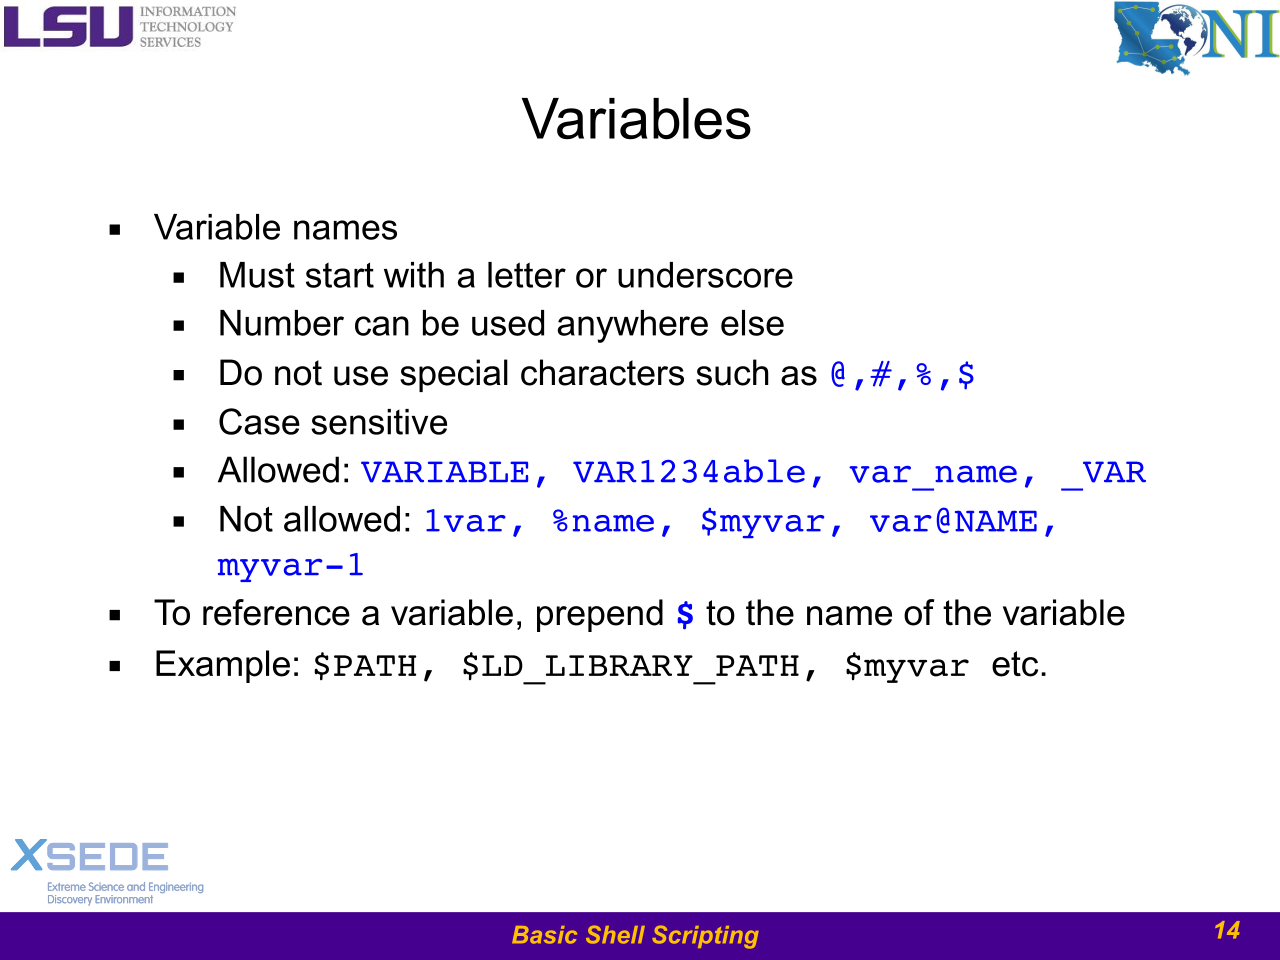 LSU INFORMATION
TECHNOLOGY
SERVICES
LONI
Variables
▪ Variable names
▪ Must start with a letter or underscore
▪ Number can be used anywhere else
▪ Do not use special characters such as @,#,%,$
▪ Case sensitive
▪ Allowed: VARIABLE, VAR1234able, var_name, _VAR
▪ Not allowed: 1var, %name, $myvar, var@NAME,
myvar-1
▪ To reference a variable, prepend $ to the name of the variable
▪ Example: $PATH, $LD_LIBRARY_PATH, $myvar etc.
XSEDE
Extreme Science and Engineering
Discovery Environment
Basic Shell Scripting
14